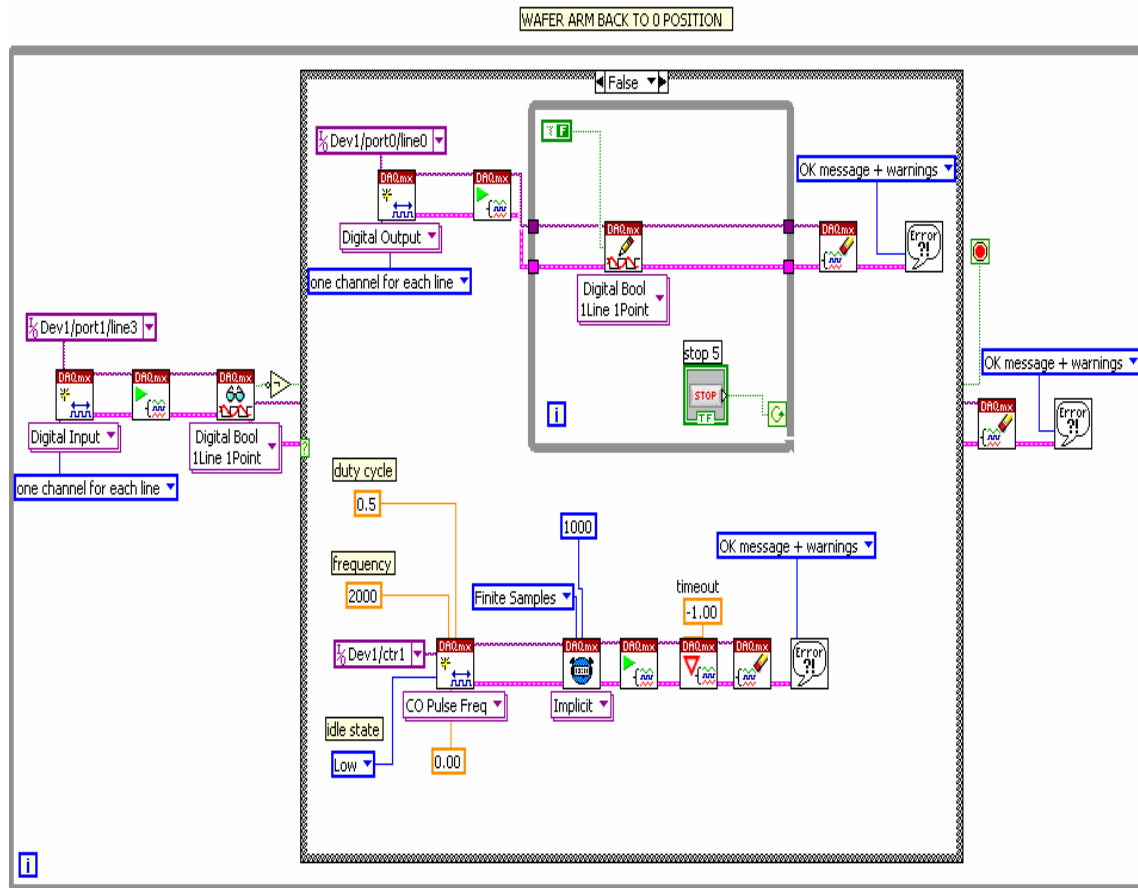 WAFER ARM BACK TO 0 POSITION
False
Dev1/port0/line0
T F
DAQmx
DAQmx
OK message + warnings
Digital Output
one channel for each line
DAQmx
DAQmx
Error
?!
Digital Bool
1Line 1Point
Dev1/port1/line3
stop 5
STOP
TF
i
OK message + warnings
DAQmx
DAQmx
DAQmx
DAQmx
Error
?!
Digital Input
Digital Bool
1Line 1Point
?
one channel for each line
duty cycle
0.5
1000
OK message + warnings
frequency
2000
Finite Samples
timeout
-1.00
Dev1/ctr1
DAQmx
DAQmx
DAQmx
DAQmx
DAQmx
Error
?!
CO Pulse Freq
Implicit
idle state
Low
0.00
i